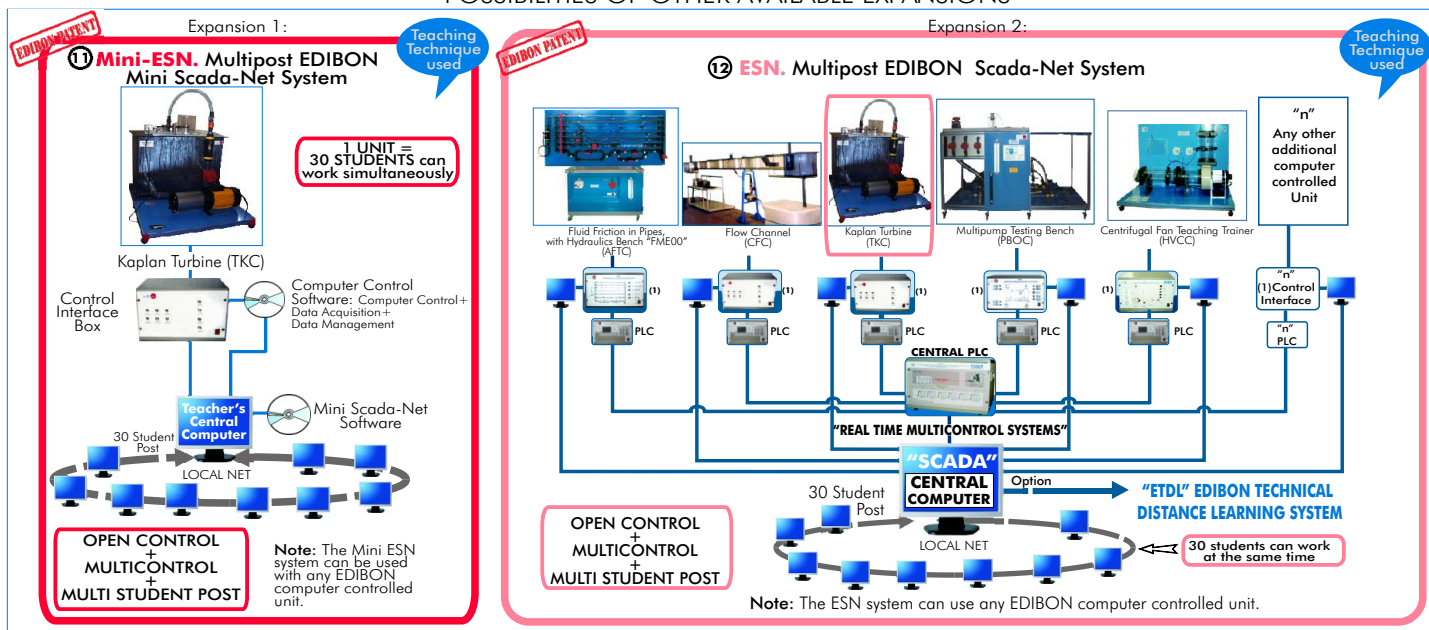 POSSIBILITIES OF OTHER AVAILABLE EXPANSIONS
Expansion 1:
EDIBON PATENT
Teaching
Technique
used
11 Mini-ESN. Multipost EDIBON
Mini Scada-Net System
1 UNIT =
30 STUDENTS can
work simultaneously
Kaplan Turbine (TKC)
Control
Interface
Box
Computer Control
Software: Computer Control+
Data Acquisition+
Data Management
Teacher's
Central
Computer
Mini Scada-Net
Software
30 Student
Post
LOCAL NET
OPEN CONTROL
+
MULTICONTROL
+
MULTI STUDENT POST
Note: The Mini ESN
system can be used
with any EDIBON
computer controlled
unit.
Expansion 2:
EDIBON PATENT
Teaching
Technique
used
12 ESN. Multipost EDIBON Scada-Net System
"n"
Any other
additional
computer
controlled
Unit
Fluid Friction in Pipes,
with Hydraulics Bench "FME00"
(AFTC)
Flow Channel
(CFC)
Kaplan Turbine
(TKC)
Multipump Testing Bench
(PBOC)
Centrifugal Fan Teaching Trainer
(HVCC)
(1)
(1)
(1)
(1)
(1)
"n"
(1)Control
Interface
PLC
PLC
PLC
PLC
PLC
"n"
PLC
CENTRAL PLC
"REAL TIME MULTICONTROL SYSTEMS"
"SCADA"
CENTRAL
COMPUTER
Option
"ETDL" EDIBON TECHNICAL
DISTANCE LEARNING SYSTEM
30 Student
Post
LOCAL NET
30 students can work
at the same time
OPEN CONTROL
+
MULTICONTROL
+
MULTI STUDENT POST
Note: The ESN system can use any EDIBON computer controlled unit.